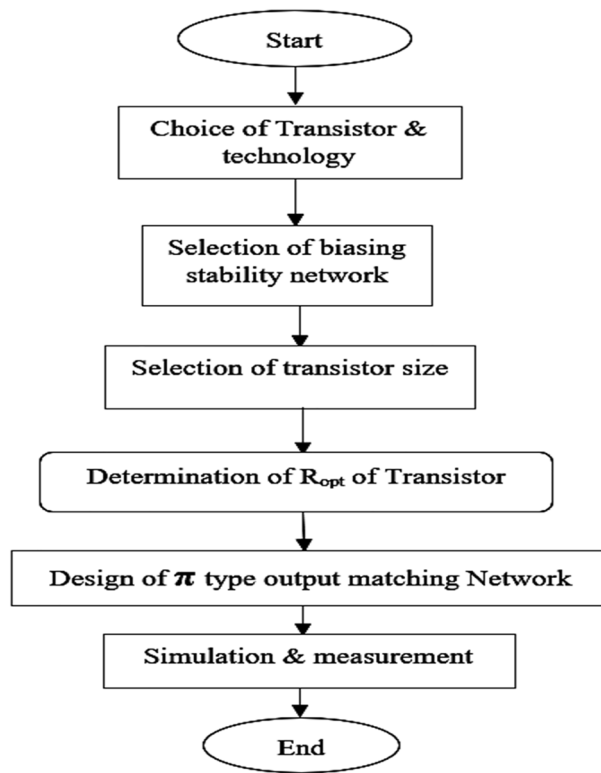 Start
Choice of Transistor &
technology
Selection of biasing
stability network
Selection of transistor size
Determination of Rₒₚₜ of Transistor
Design of π type output matching Network
Simulation & measurement
End